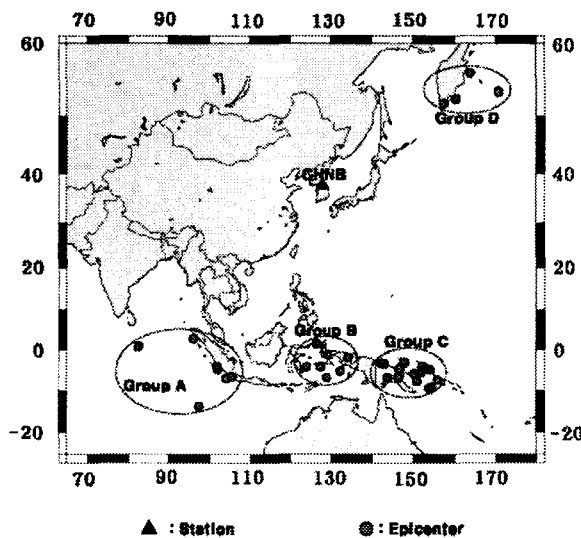 70 90 110 130 150 170
60 60
Group D
40 CHNB 40
20 20
Group B
Group C
0 0
Group A
-20 -20
70 90 110 130 150 170
▲ : Station ● : Epicenter